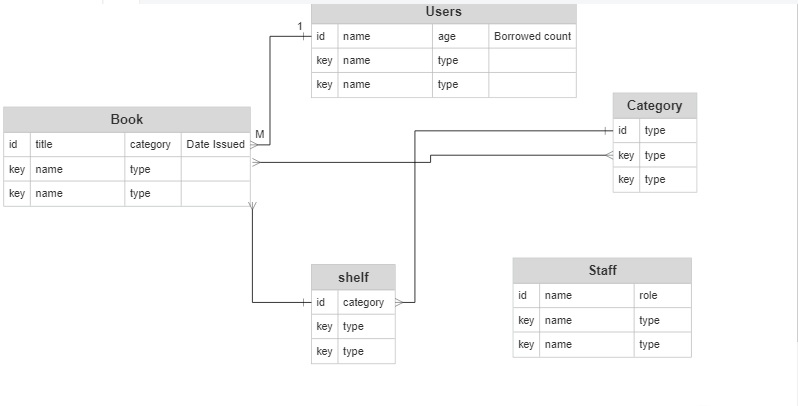 Users
1
id name age Borrowed count
key name type
key name type
Category
id type
key type
key type
Book
M
id title category Date Issued
key name type
key name type
shelf
id category
key type
key type
Staff
id name role
key name type
key name type